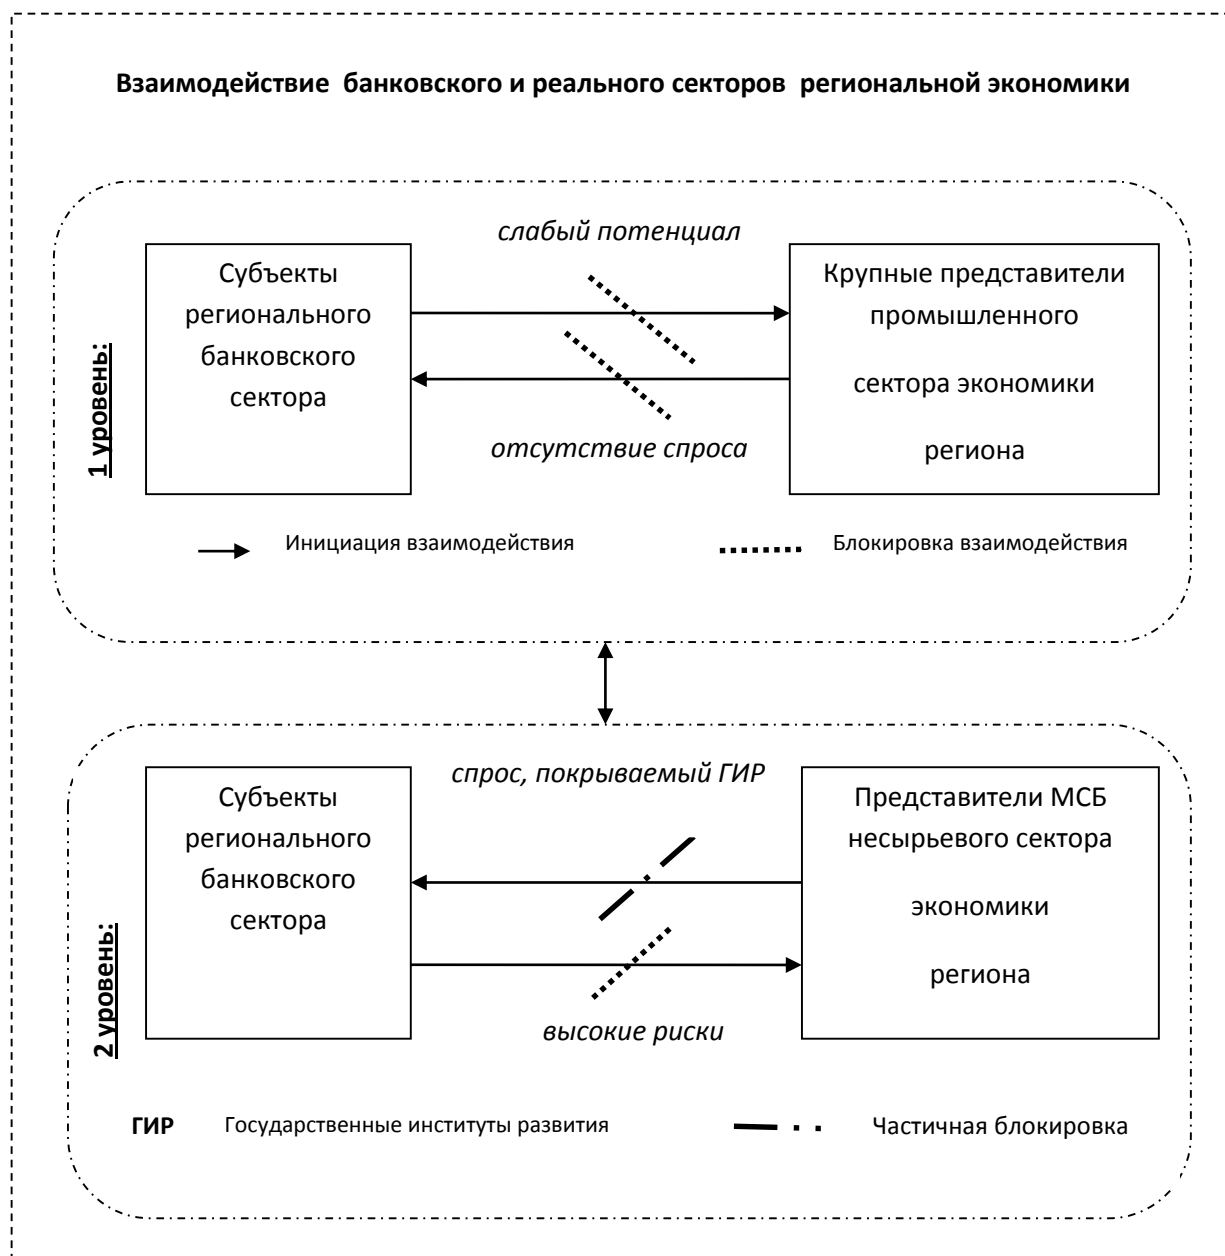 Взаимодействие банковского и реального секторов региональной экономики
1 уровень:
Субъекты
регионального
банковского
сектора
слабый потенциал
отсутствие спроса
Крупные представители
промышленного
сектора экономики
региона
Инициация взаимодействия
Блокировка взаимодействия
2 уровень:
Субъекты
регионального
банковского
сектора
спрос, покрываемый ГИР
высокие риски
Представители МСБ
несырьевого сектора
экономики
региона
ГИР Государственные институты развития
Частичная блокировка